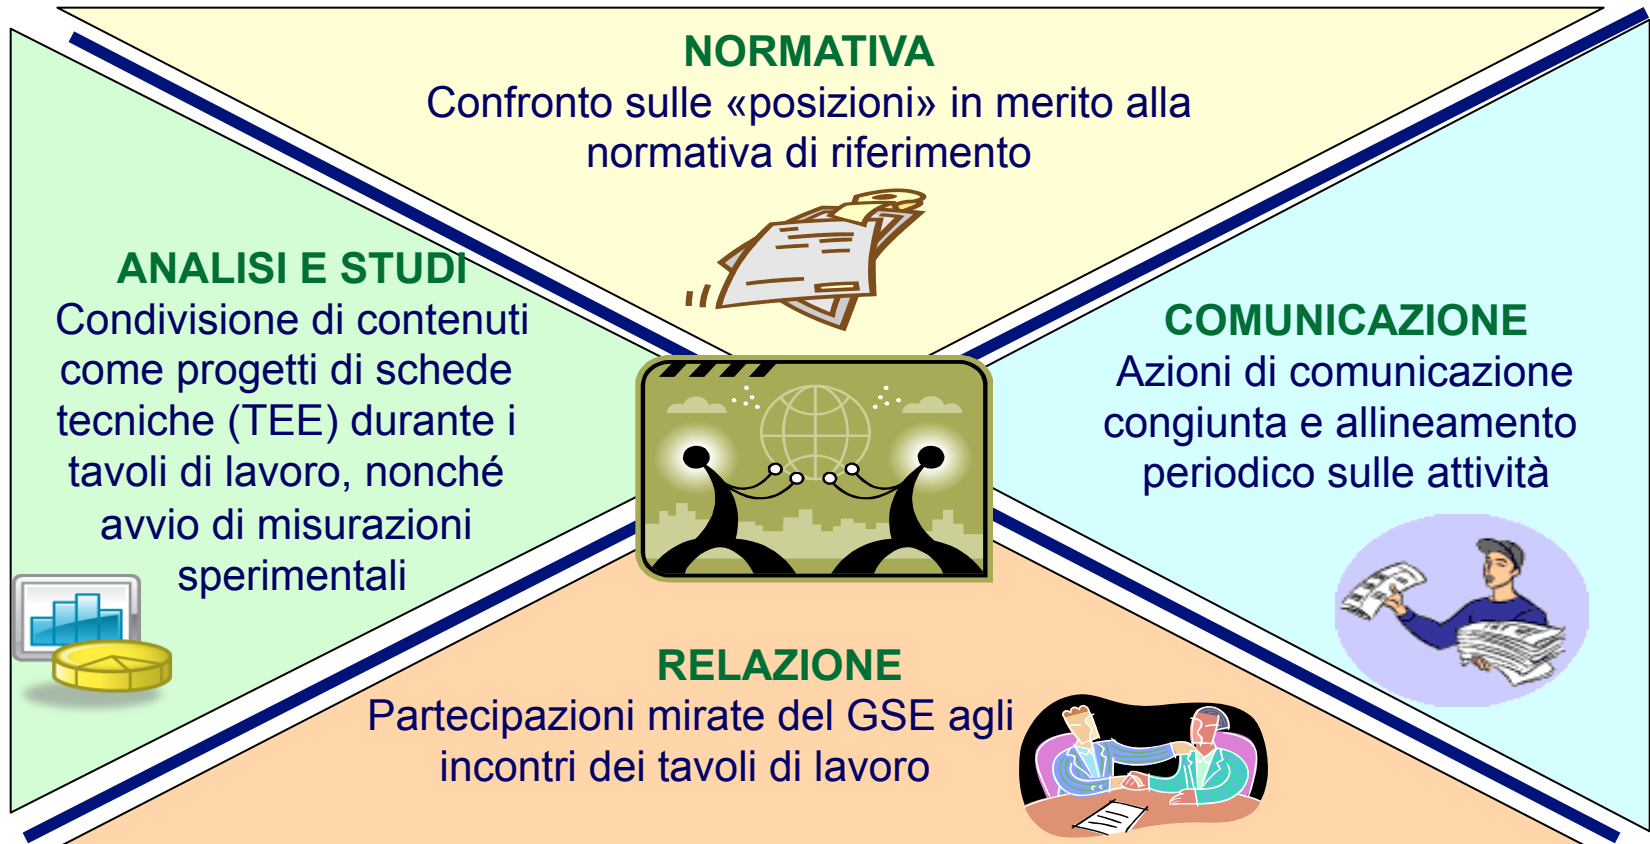 NORMATIVA
Confronto sulle «posizioni» in merito alla
normativa di riferimento
ANALISI E STUDI
Condivisione di contenuti
come progetti di schede
tecniche (TEE) durante i
tavoli di lavoro, nonché
avvio di misurazioni
sperimentali
COMUNICAZIONE
Azioni di comunicazione
congiunta e allineamento
periodico sulle attività
RELAZIONE
Partecipazioni mirate del GSE agli
incontri dei tavoli di lavoro